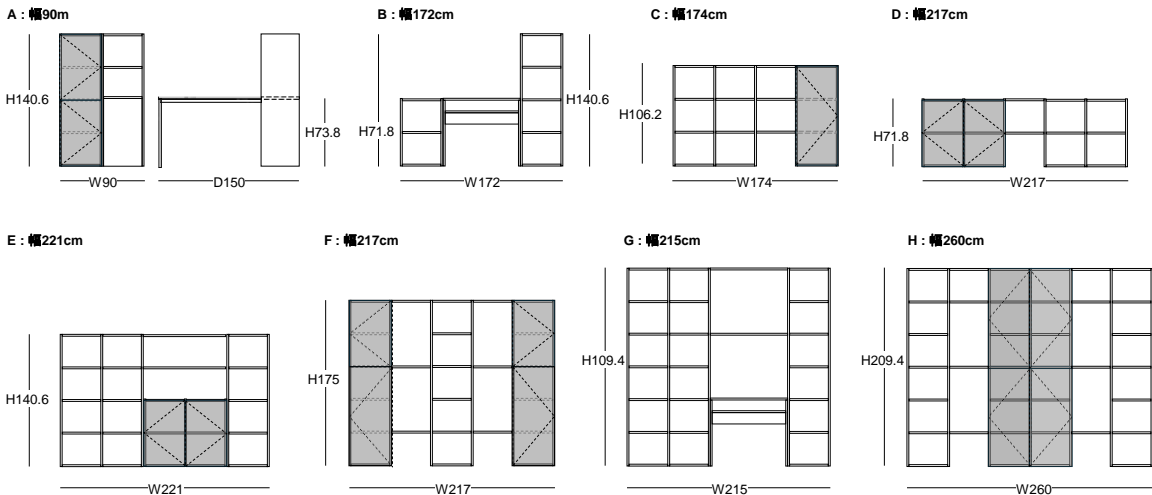 A : 幅90m
B : 幅172cm
C : 幅174cm
D : 幅217cm
H140.6
H73.8
W90
D150
H71.8
H140.6
W172
H106.2
W174
H71.8
W217
E : 幅221cm
F : 幅217cm
G : 幅215cm
H : 幅260cm
H140.6
W221
H175
W217
H109.4
W215
H209.4
W260